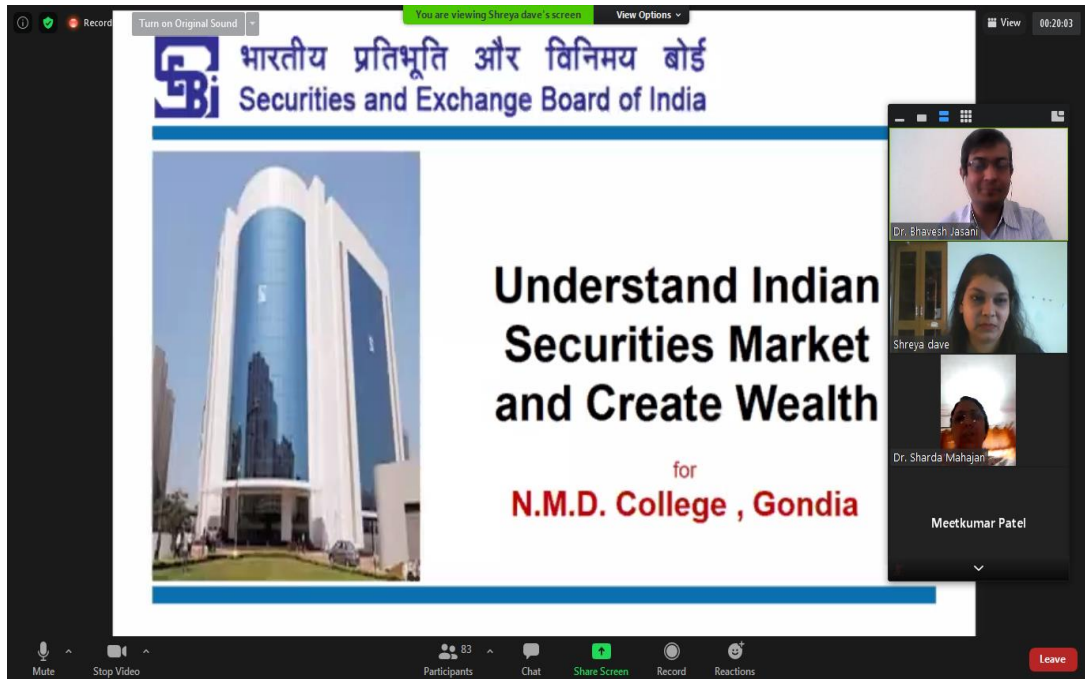 Record
Turn on Original Sound
You are viewing Shreya dave's screen
View Options
View
00:20:03
SEBI
भारतीय प्रतिभूति और विनिमय बोर्ड
Securities and Exchange Board of India
Understand Indian
Securities Market
and Create Wealth
for
N.M.D. College , Gondia
Dr. Bhavesh Jasani
Shreya dave
Dr. Sharda Mahajan
Meetkumar Patel
Mute
Stop Video
83
Participants
Chat
Share Screen
Record
Reactions
Leave